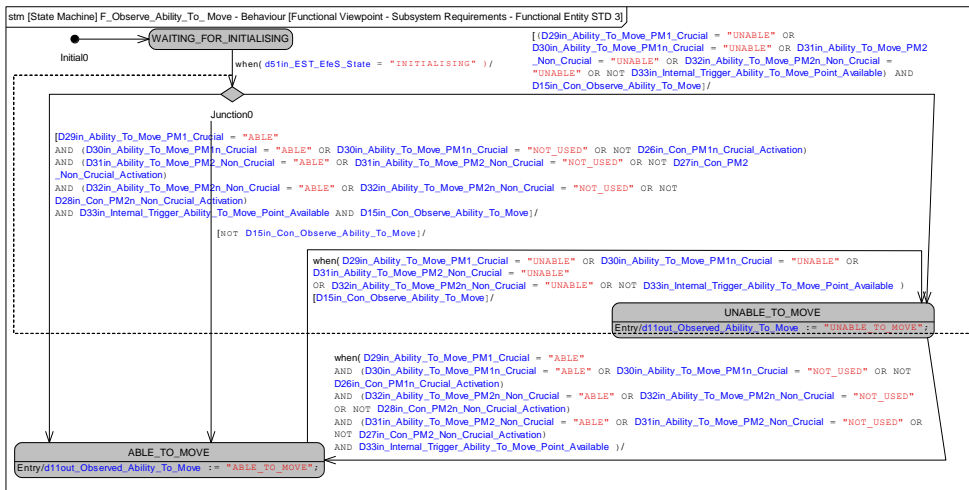 stm [State Machine] F_Observe_Ability_To_ Move - Behaviour [Functional Viewpoint - Subsystem Requirements - Functional Entity STD 3]
Initial0
WAITING_FOR_INITIALISING
when( d51in_EST_EfeS_State = "INITIALISING" )/
[(D29in_Ability_To_Move_PM1_Crucial = "UNABLE" OR
D30in_Ability_To_Move_PM1n_Crucial = "UNABLE" OR D31in_Ability_To_Move_PM2
_Non_Crucial = "UNABLE" OR D32in_Ability_To_Move_PM2n_Non_Crucial =
"UNABLE" OR NOT D33in_Internal_Trigger_Ability_To_Move_Point_Available) AND
D15in_Con_Observe_Ability_To_Move]/
Junction0
[D29in_Ability_To_Move_PM1_Crucial = "ABLE"
AND (D30in_Ability_To_Move_PM1n_Crucial = "ABLE" OR D30in_Ability_To_Move_PM1n_Crucial = "NOT_USED" OR NOT D26in_Con_PM1n_Crucial_Activation)
AND (D31in_Ability_To_Move_PM2_Non_Crucial = "ABLE" OR D31in_Ability_To_Move_PM2_Non_Crucial = "NOT_USED" OR NOT D27in_Con_PM2
_Non_Crucial_Activation)
AND (D32in_Ability_To_Move_PM2n_Non_Crucial = "ABLE" OR D32in_Ability_To_Move_PM2n_Non_Crucial = "NOT_USED" OR NOT
D28in_Con_PM2n_Non_Crucial_Activation)
AND D33in_Internal_Trigger_Ability_To_Move_Point_Available AND D15in_Con_Observe_Ability_To_Move]/
[NOT D15in_Con_Observe_Ability_To_Move]/
when( D29in_Ability_To_Move_PM1_Crucial = "UNABLE" OR D30in_Ability_To_Move_PM1n_Crucial = "UNABLE" OR
D31in_Ability_To_Move_PM2_Non_Crucial = "UNABLE"
OR D32in_Ability_To_Move_PM2n_Non_Crucial = "UNABLE" OR NOT D33in_Internal_Trigger_Ability_To_Move_Point_Available )
[D15in_Con_Observe_Ability_To_Move]/
UNABLE_TO_MOVE
Entry/d11out_Observed_Ability_To_Move := "UNABLE_TO_MOVE";
when( D29in_Ability_To_Move_PM1_Crucial = "ABLE"
AND (D30in_Ability_To_Move_PM1n_Crucial = "ABLE" OR D30in_Ability_To_Move_PM1n_Crucial = "NOT_USED" OR NOT
D26in_Con_PM1n_Crucial_Activation)
AND (D32in_Ability_To_Move_PM2n_Non_Crucial = "ABLE" OR D32in_Ability_To_Move_PM2n_Non_Crucial = "NOT_USED"
OR NOT D28in_Con_PM2n_Non_Crucial_Activation)
AND (D31in_Ability_To_Move_PM2_Non_Crucial = "ABLE" OR D31in_Ability_To_Move_PM2_Non_Crucial = "NOT_USED" OR
NOT D27in_Con_PM2_Non_Crucial_Activation)
AND D33in_Internal_Trigger_Ability_To_Move_Point_Available )/
ABLE_TO_MOVE
Entry/d11out_Observed_Ability_To_Move := "ABLE_TO_MOVE";